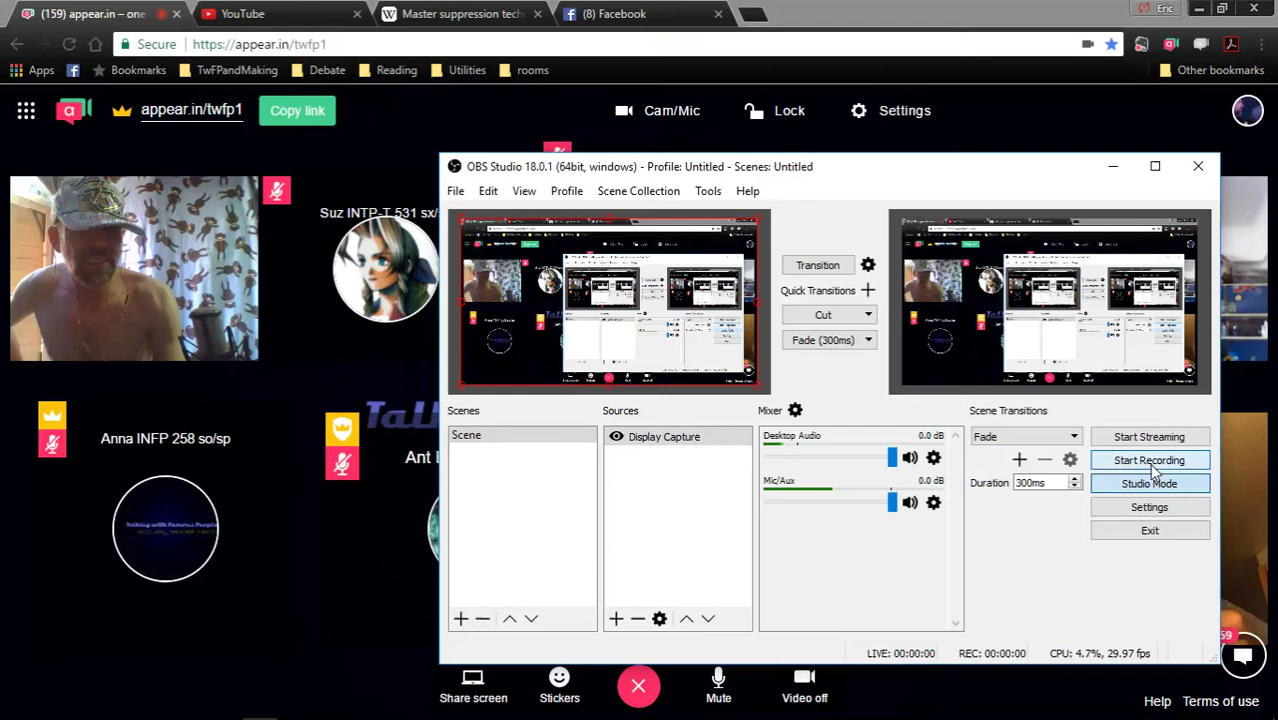 (159) appear.in – one
YouTube
Master suppression tech
(8) Facebook
Eric
Secure
https://appear.in/twfp1
Apps
Bookmarks
TwFPandMaking
Debate
Reading
Utilities
rooms
Other bookmarks
appear.in/twfp1
Copy link
Cam/Mic
Lock
Settings
Suz INTP-T 531 sx/s
Anna INFP 258 so/sp
Talking with Famous People
Talk
Ant I
OBS Studio 18.0.1 (64bit, windows) - Profile: Untitled - Scenes: Untitled
File
Edit
View
Profile
Scene Collection
Tools
Help
Transition
Quick Transitions
Cut
Fade (300ms)
Scenes
Sources
Mixer
Scene Transitions
Scene
Display Capture
Desktop Audio
0.0 dB
Mic/Aux
0.0 dB
Fade
Duration
300ms
Start Streaming
Start Recording
Studio Mode
Settings
Exit
LIVE: 00:00:00
REC: 00:00:00
CPU: 4.7%, 29.97 fps
59
Share screen
Stickers
Mute
Video off
Help
Terms of use